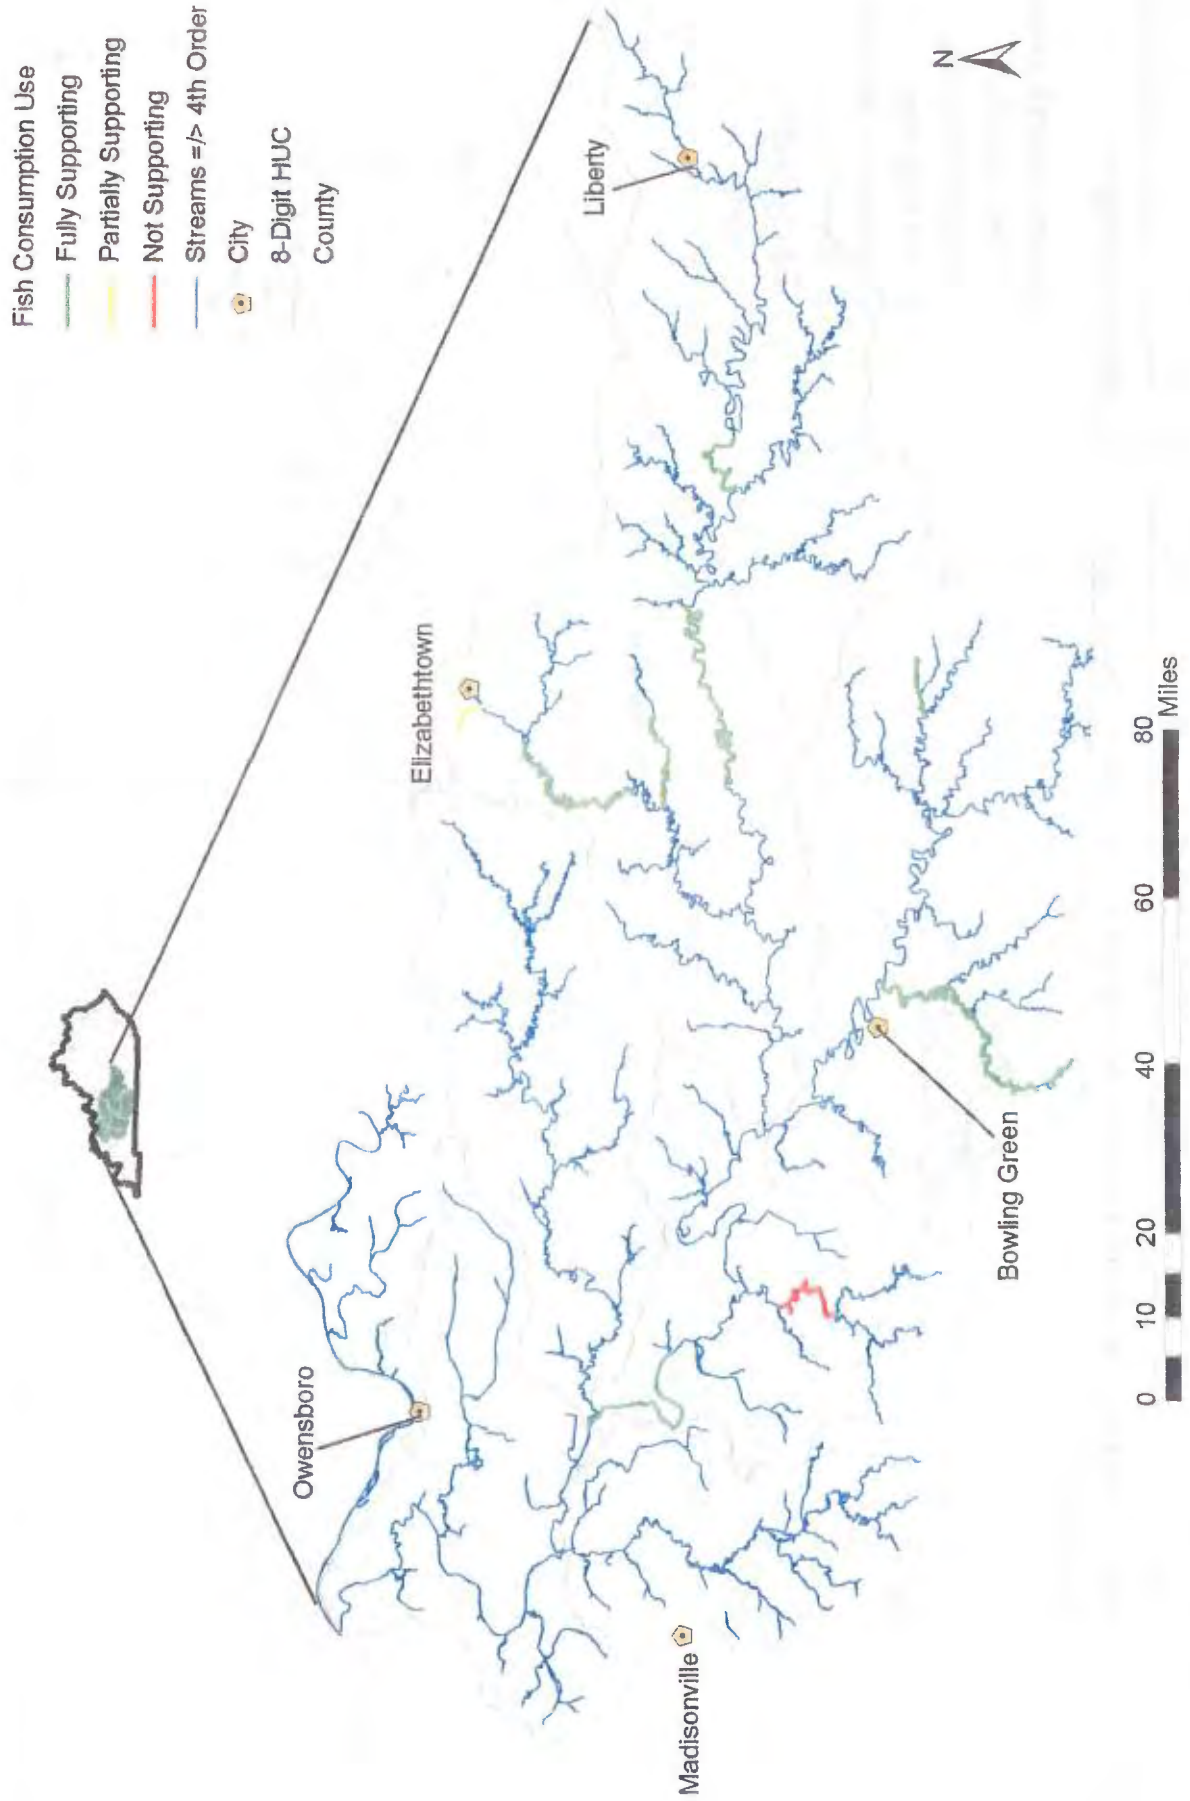 Fish Consumption Use
Fully Supporting
Partially Supporting
Not Supporting
Streams =/> 4th Order
City
8-Digit HUC
County
Owensboro
Elizabethtown
Liberty
Madisonville
Bowling Green
N
0 10 20 40 60 80
Miles